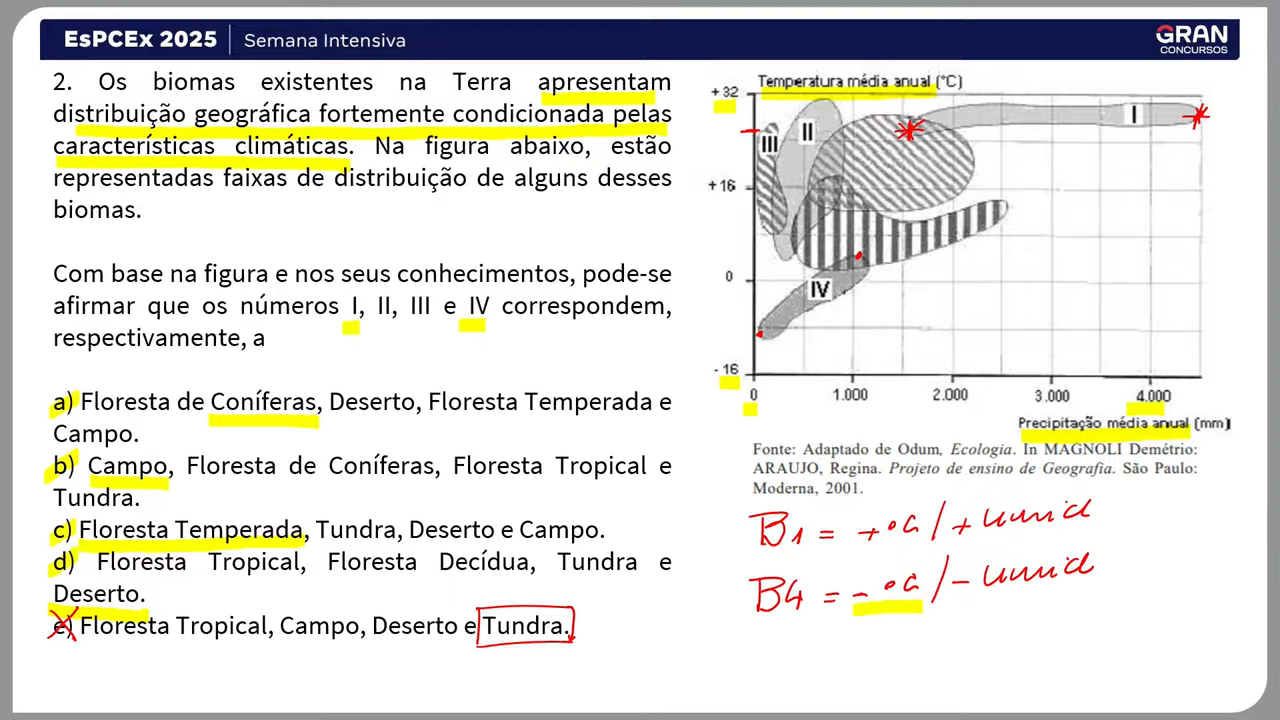 EsPCEx 2025 | Semana Intensiva
GRAN
CONCURSOS
2. Os biomas existentes na Terra apresentam
distribuição geográfica fortemente condicionada pelas
características climáticas. Na figura abaixo, estão
representadas faixas de distribuição de alguns desses
biomas.
Com base na figura e nos seus conhecimentos, pode-se
afirmar que os números I, II, III e IV correspondem,
respectivamente, a
a) Floresta de Coníferas, Deserto, Floresta Temperada e
Campo.
b) Campo, Floresta de Coníferas, Floresta Tropical e
Tundra.
c) Floresta Temperada, Tundra, Deserto e Campo.
d) Floresta Tropical, Floresta Decídua, Tundra e
Deserto.
e) Floresta Tropical, Campo, Deserto e Tundra.
Temperatura média anual (°C)
+ 32
I
II
III
+ 16
0
IV
- 16
0 1.000 2.000 3.000 4.000
Precipitação média anual (mm)
Fonte: Adaptado de Odum, Ecologia. In MAGNOLI Demétrio:
ARAUJO, Regina. Projeto de ensino de Geografia. São Paulo:
Moderna, 2001.
B1 = +°C / + umid
B4 = - °C / - umid